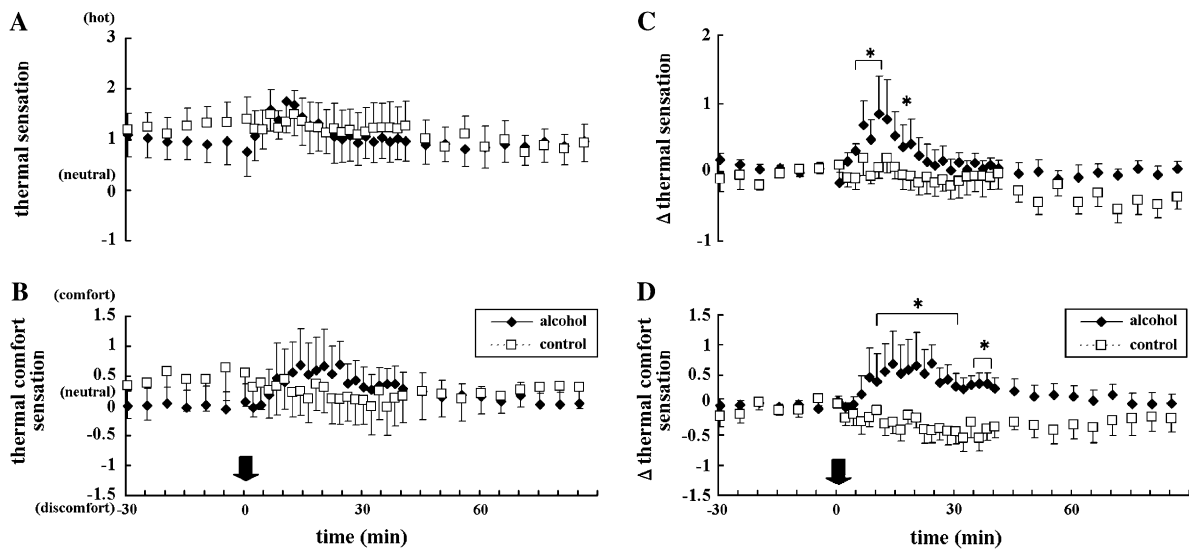 A
(hot)
3
2
1
(neutral)
0
-1
thermal sensation
C
2
1
*
*
0
-1
Δ thermal sensation
B
(comfort)
1.5
1
0.5
(neutral)
0
-0.5
-1
-1.5
(discomfort)
thermal comfort
sensation
alcohol
control
-30
0
30
60
time (min)
D
1.5
1
0.5
0
-0.5
-1
-1.5
*
*
Δ thermal comfort
sensation
alcohol
control
-30
0
30
60
time (min)